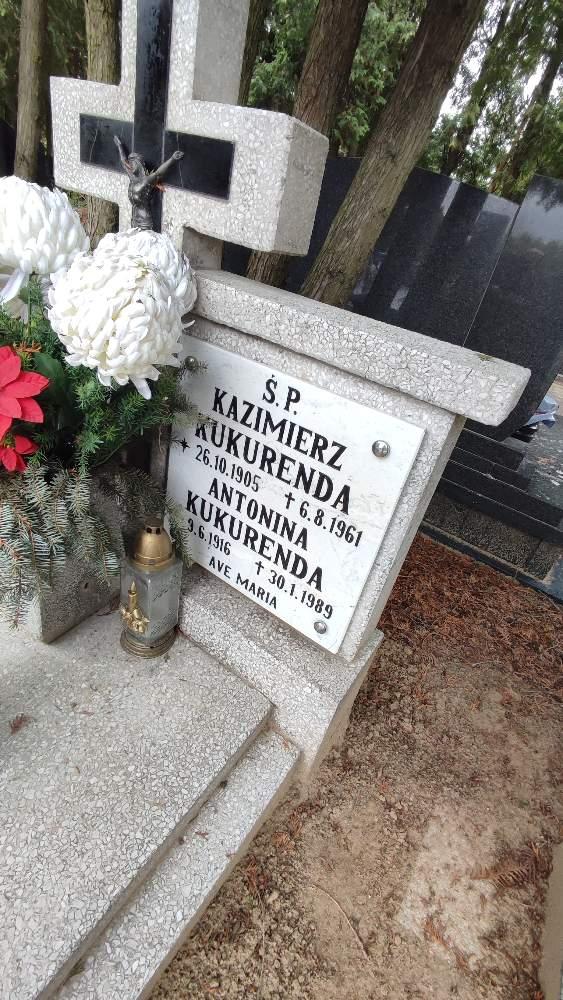 Ś.P.
KAZIMIERZ
KUKURENDA
* 26.10.1905 † 6.8.1961
ANTONINA
KUKURENDA
9.6.1916 † 30.1.1989
AVE MARIA